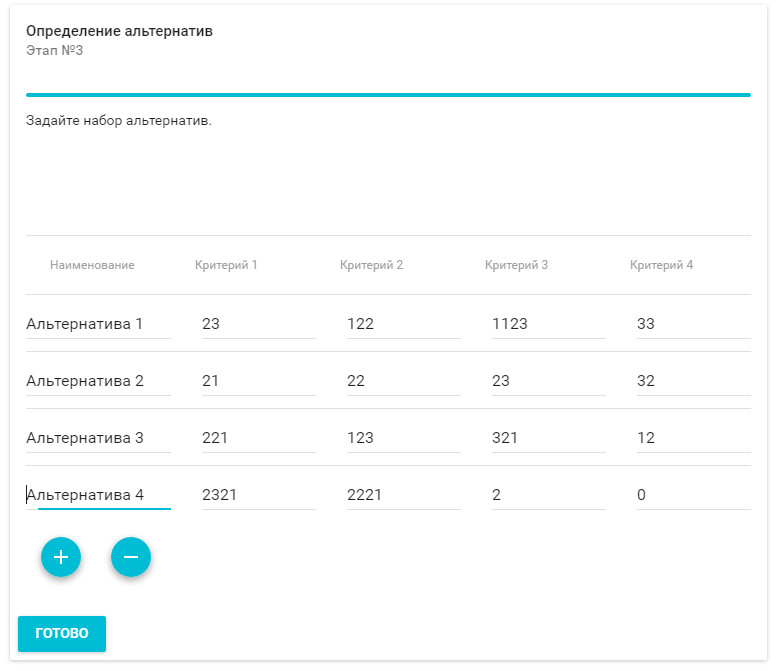 Определение альтернатив
Этап №3
Задайте набор альтернатив.
Наименование Критерий 1 Критерий 2 Критерий 3 Критерий 4
Альтернатива 1 23 122 1123 33
Альтернатива 2 21 22 23 32
Альтернатива 3 221 123 321 12
Альтернатива 4 2321 2221 2 0
ГОТОВО